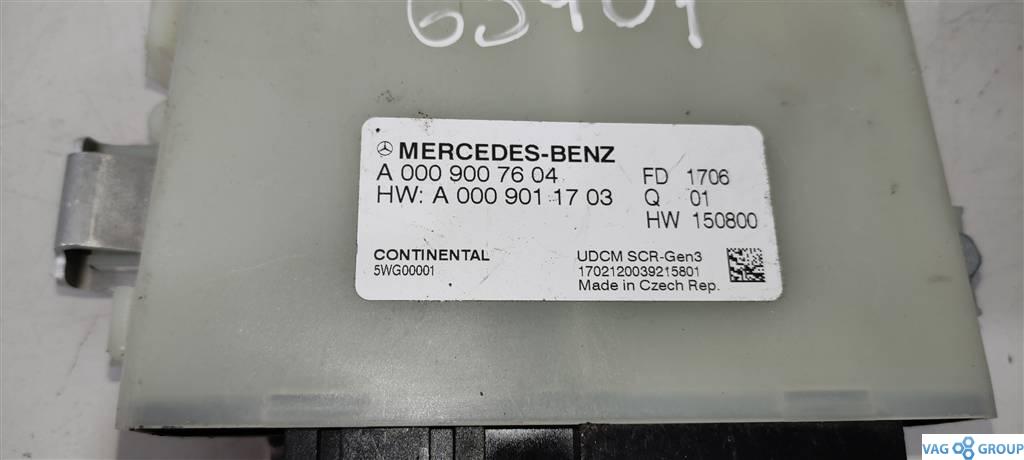 MERCEDES-BENZ
A 000 900 76 04
HW: A 000 901 17 03
FD 1706
Q 01
HW 150800
CONTINENTAL
5WG00001
UDCM SCR-Gen3
1702120039215801
Made in Czech Rep.
VAG GROUP